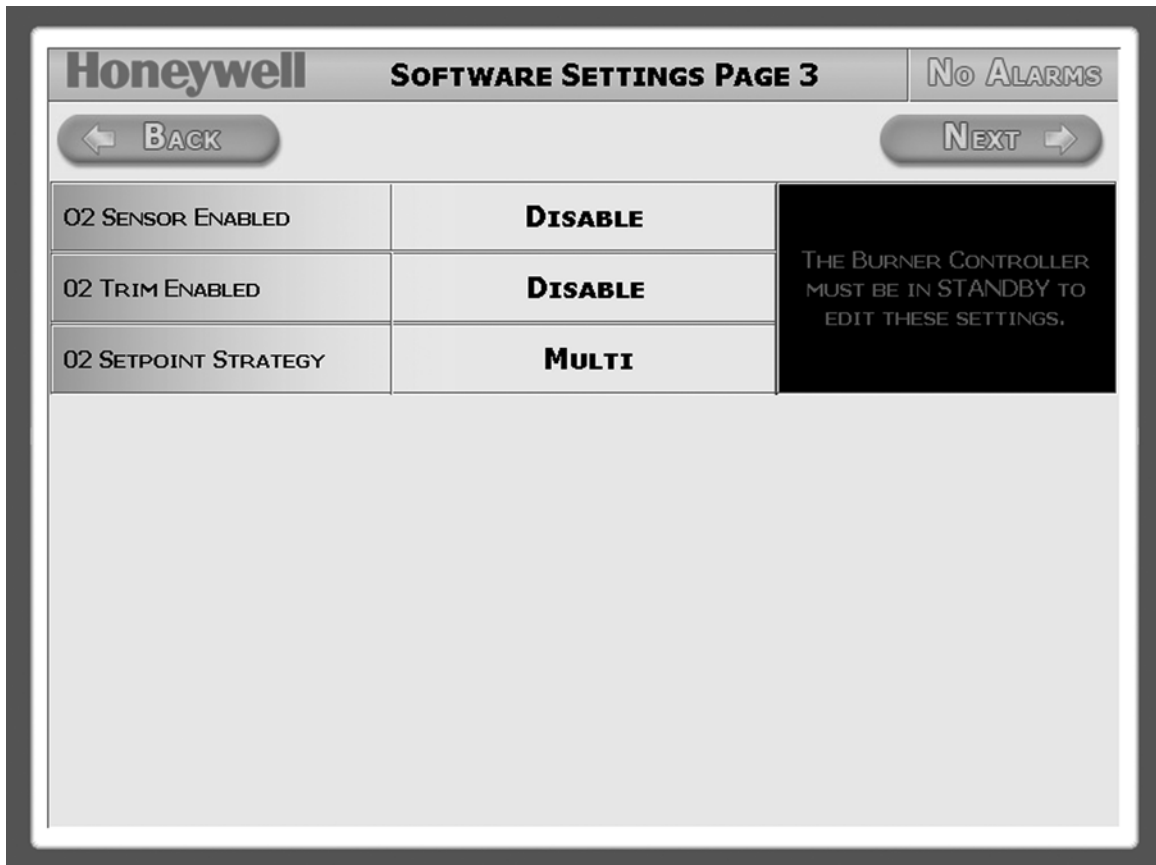 Honeywell
SOFTWARE SETTINGS PAGE 3
NO ALARMS
BACK
NEXT
O2 SENSOR ENABLED
DISABLE
02 TRIM ENABLED
DISABLE
02 SETPOINT STRATEGY
MULTI
THE BURNER CONTROLLER
MUST BE IN STANDBY TO
EDIT THESE SETTINGS.